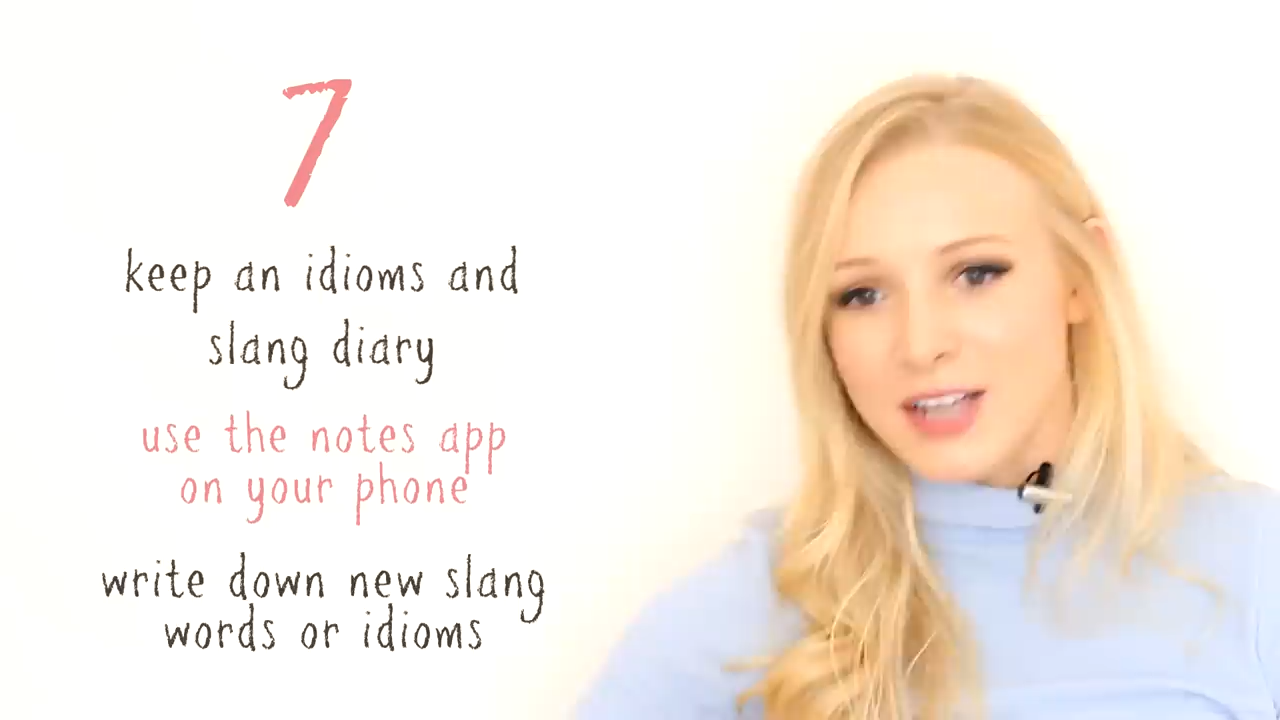 7
keep an idioms and
slang diary
use the notes app
on your phone
write down new slang
words or idioms